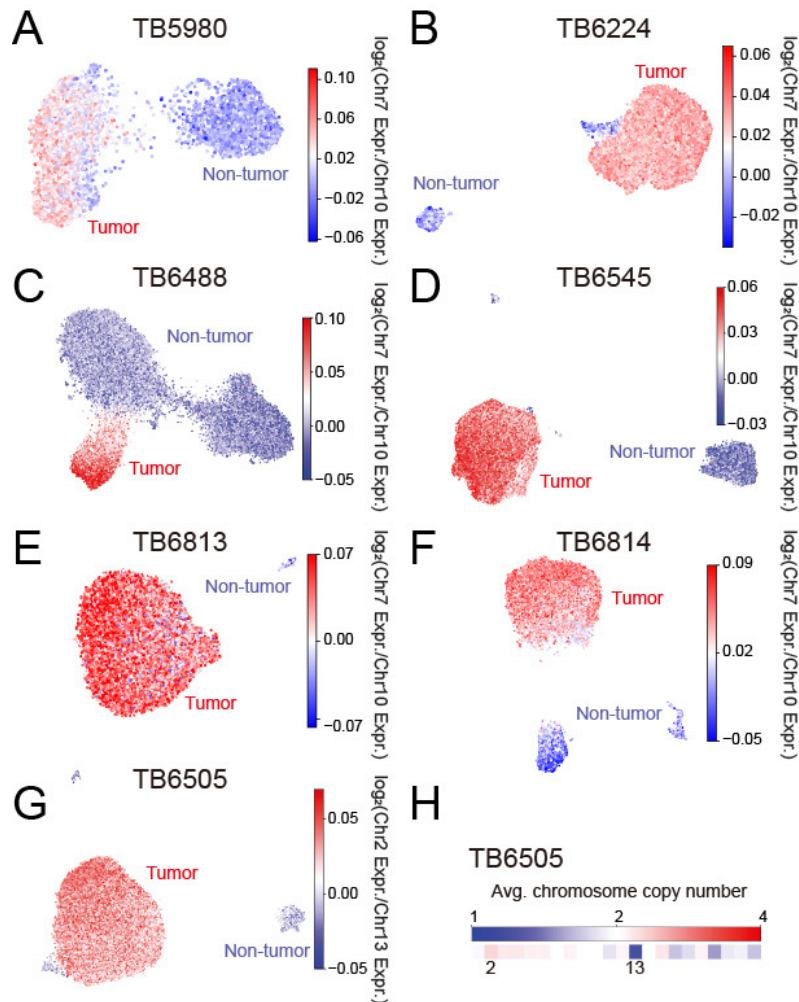 A
TB5980
Tumor
Non-tumor
0.10
0.06
0.02
−0.02
−0.06
log₂(Chr7 Expr./Chr10 Expr.)
B
TB6224
Tumor
Non-tumor
0.06
0.04
0.02
0.00
−0.02
log₂(Chr7 Expr./Chr10 Expr.)
C
TB6488
Non-tumor
Tumor
0.10
0.05
0.00
−0.05
log₂(Chr7 Expr./Chr10 Expr.)
D
TB6545
Non-tumor
Tumor
0.06
0.03
0.00
−0.03
log₂(Chr7 Expr./Chr10 Expr.)
E
TB6813
Non-tumor
Tumor
0.07
0.00
−0.07
log₂(Chr7 Expr./Chr10 Expr.)
F
TB6814
Tumor
Non-tumor
0.09
0.02
−0.05
log₂(Chr7 Expr./Chr10 Expr.)
G
TB6505
Tumor
Non-tumor
0.05
0.00
−0.05
log₂(Chr2 Expr./Chr13 Expr.)
H
TB6505
Avg. chromosome copy number
1 2 4
2 13